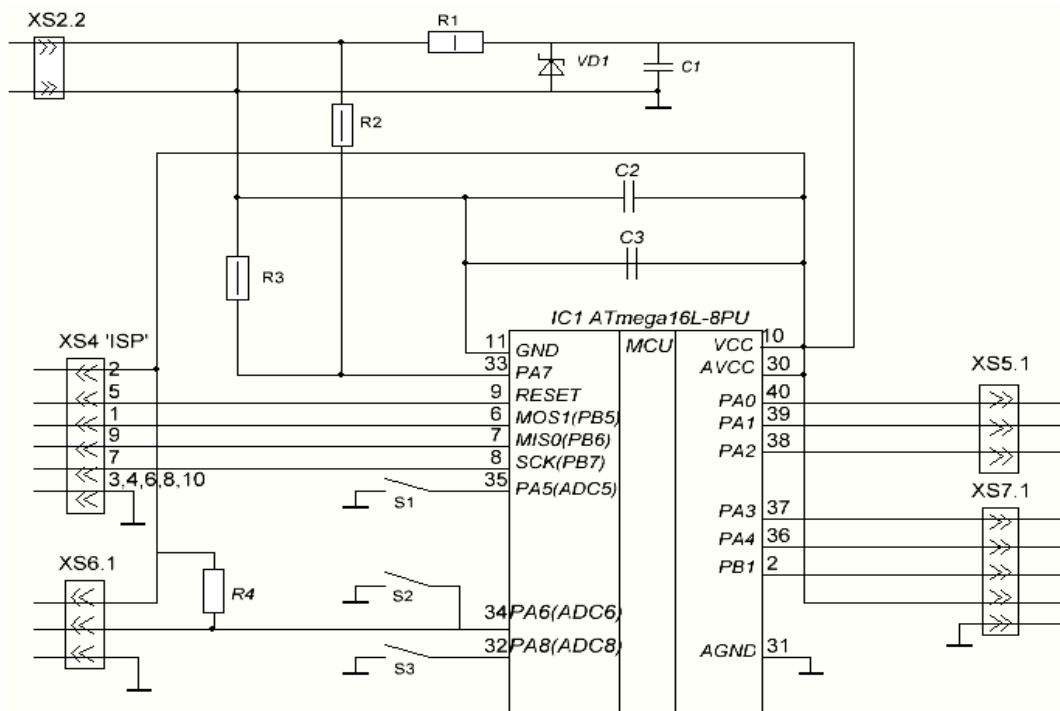 XS2.2
R1
VD1
C1
R2
C2
C3
R3
IC1 ATmega16L-8PU
XS4 'ISP'
11
GND
MCU
VCC
10
2
33
PA7
AVCC
30
XS5.1
5
9
RESET
PA0
40
1
6
MOS1(PB5)
PA1
39
9
7
MIS0(PB6)
PA2
38
7
8
SCK(PB7)
3,4,6,8,10
35
PA5(ADC5)
S1
XS7.1
PA3
37
PA4
36
XS6.1
PB1
2
R4
S2
34
PA6(ADC6)
32
PA8(ADC8)
AGND
31
S3